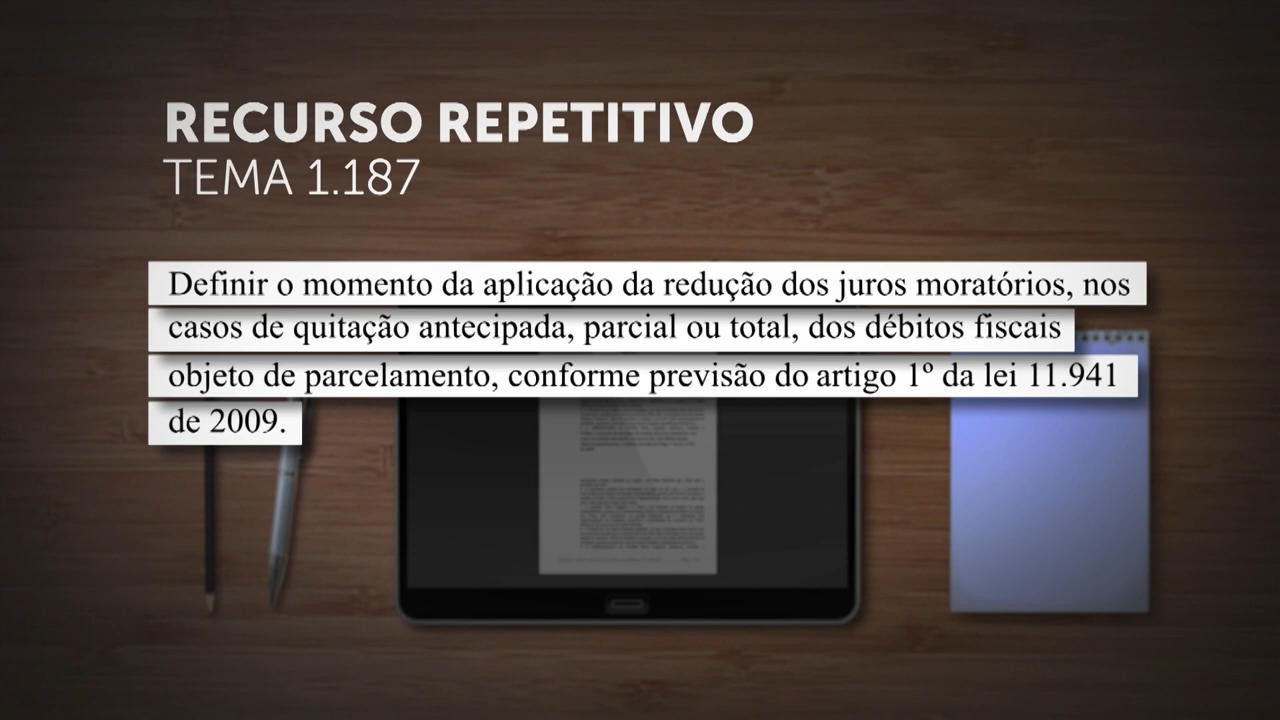 RECURSO REPETITIVO
TEMA 1.187
Definir o momento da aplicação da redução dos juros moratórios, nos
casos de quitação antecipada, parcial ou total, dos débitos fiscais
objeto de parcelamento, conforme previsão do artigo 1º da lei 11.941
de 2009.